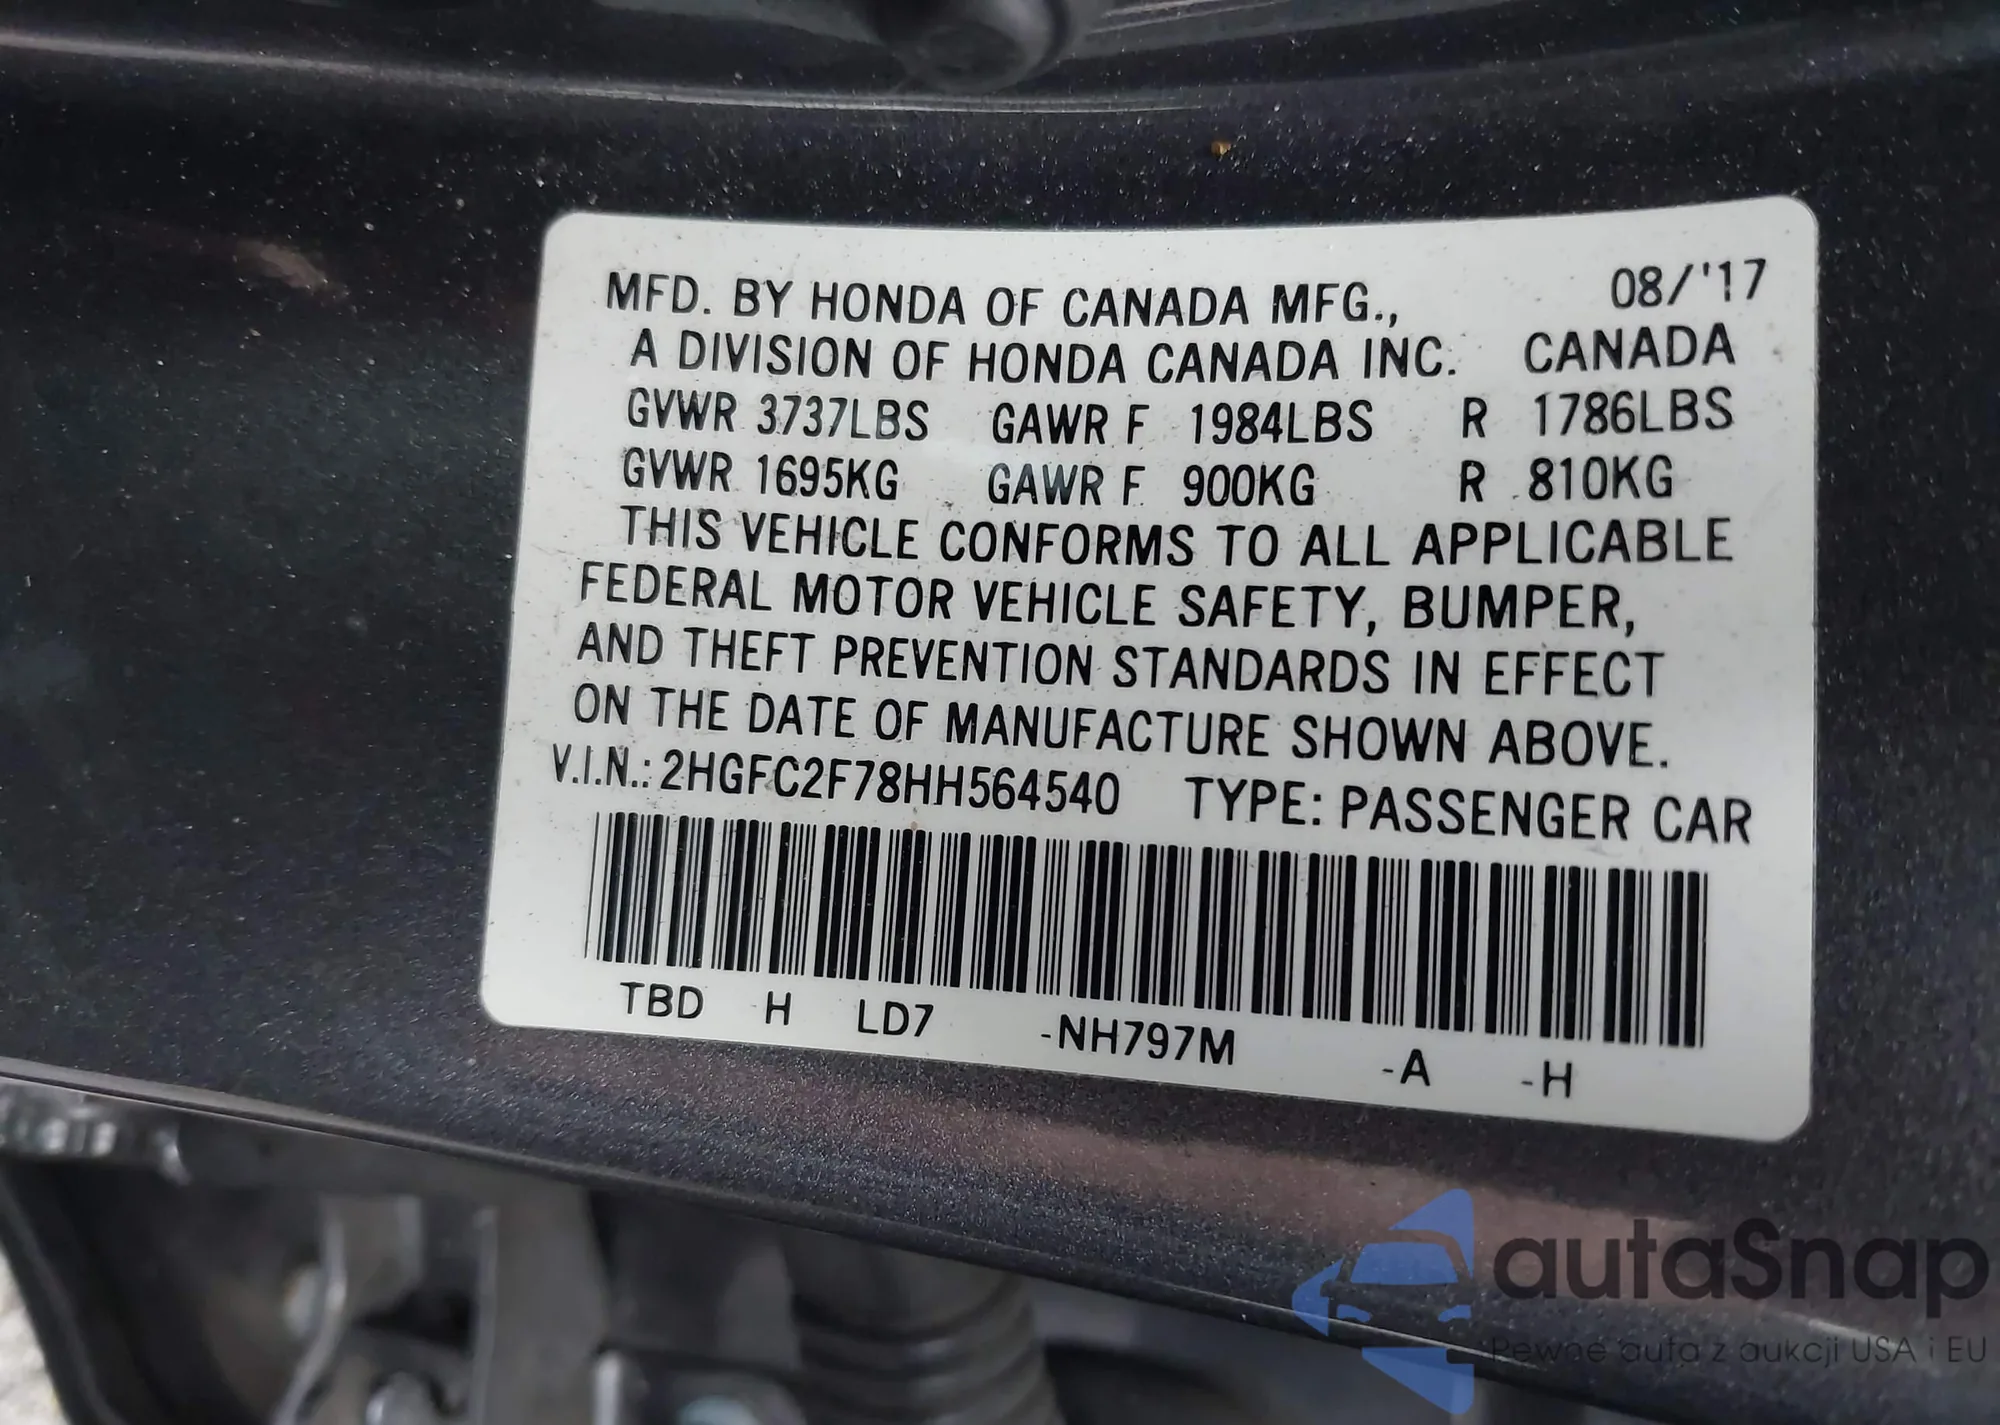 08/'17
MFD. BY HONDA OF CANADA MFG.,
A DIVISION OF HONDA CANADA INC. CANADA
GVWR 3737LBS GAWR F 1984LBS R 1786LBS
GVWR 1695KG GAWR F 900KG R 810KG
THIS VEHICLE CONFORMS TO ALL APPLICABLE
FEDERAL MOTOR VEHICLE SAFETY, BUMPER,
AND THEFT PREVENTION STANDARDS IN EFFECT
ON THE DATE OF MANUFACTURE SHOWN ABOVE.
V.I.N.: 2HGFC2F78HH564540 TYPE: PASSENGER CAR
TBD H LD7 -NH797M -A -H
autaSnap
Pewne auta z aukcji USA i EU